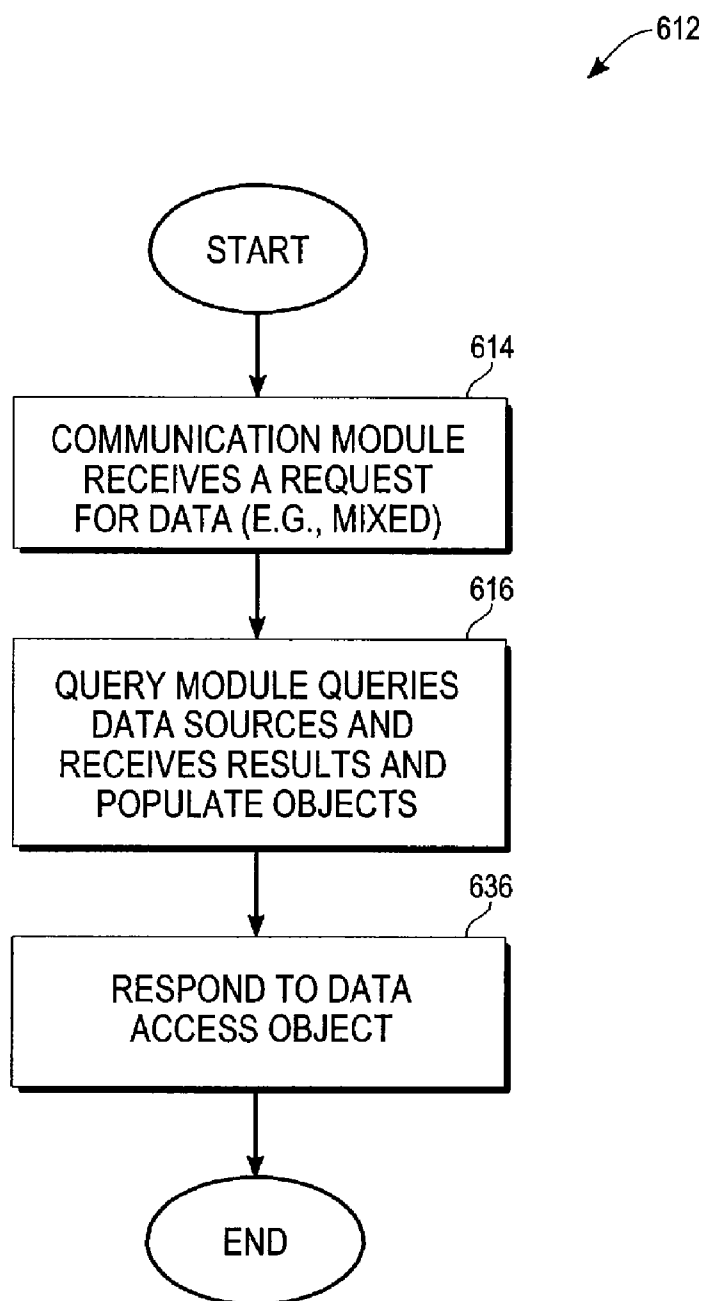 612
START
614
COMMUNICATION MODULE
RECEIVES A REQUEST
FOR DATA (E.G., MIXED)
616
QUERY MODULE QUERIES
DATA SOURCES AND
RECEIVES RESULTS AND
POPULATE OBJECTS
636
RESPOND TO DATA
ACCESS OBJECT
END